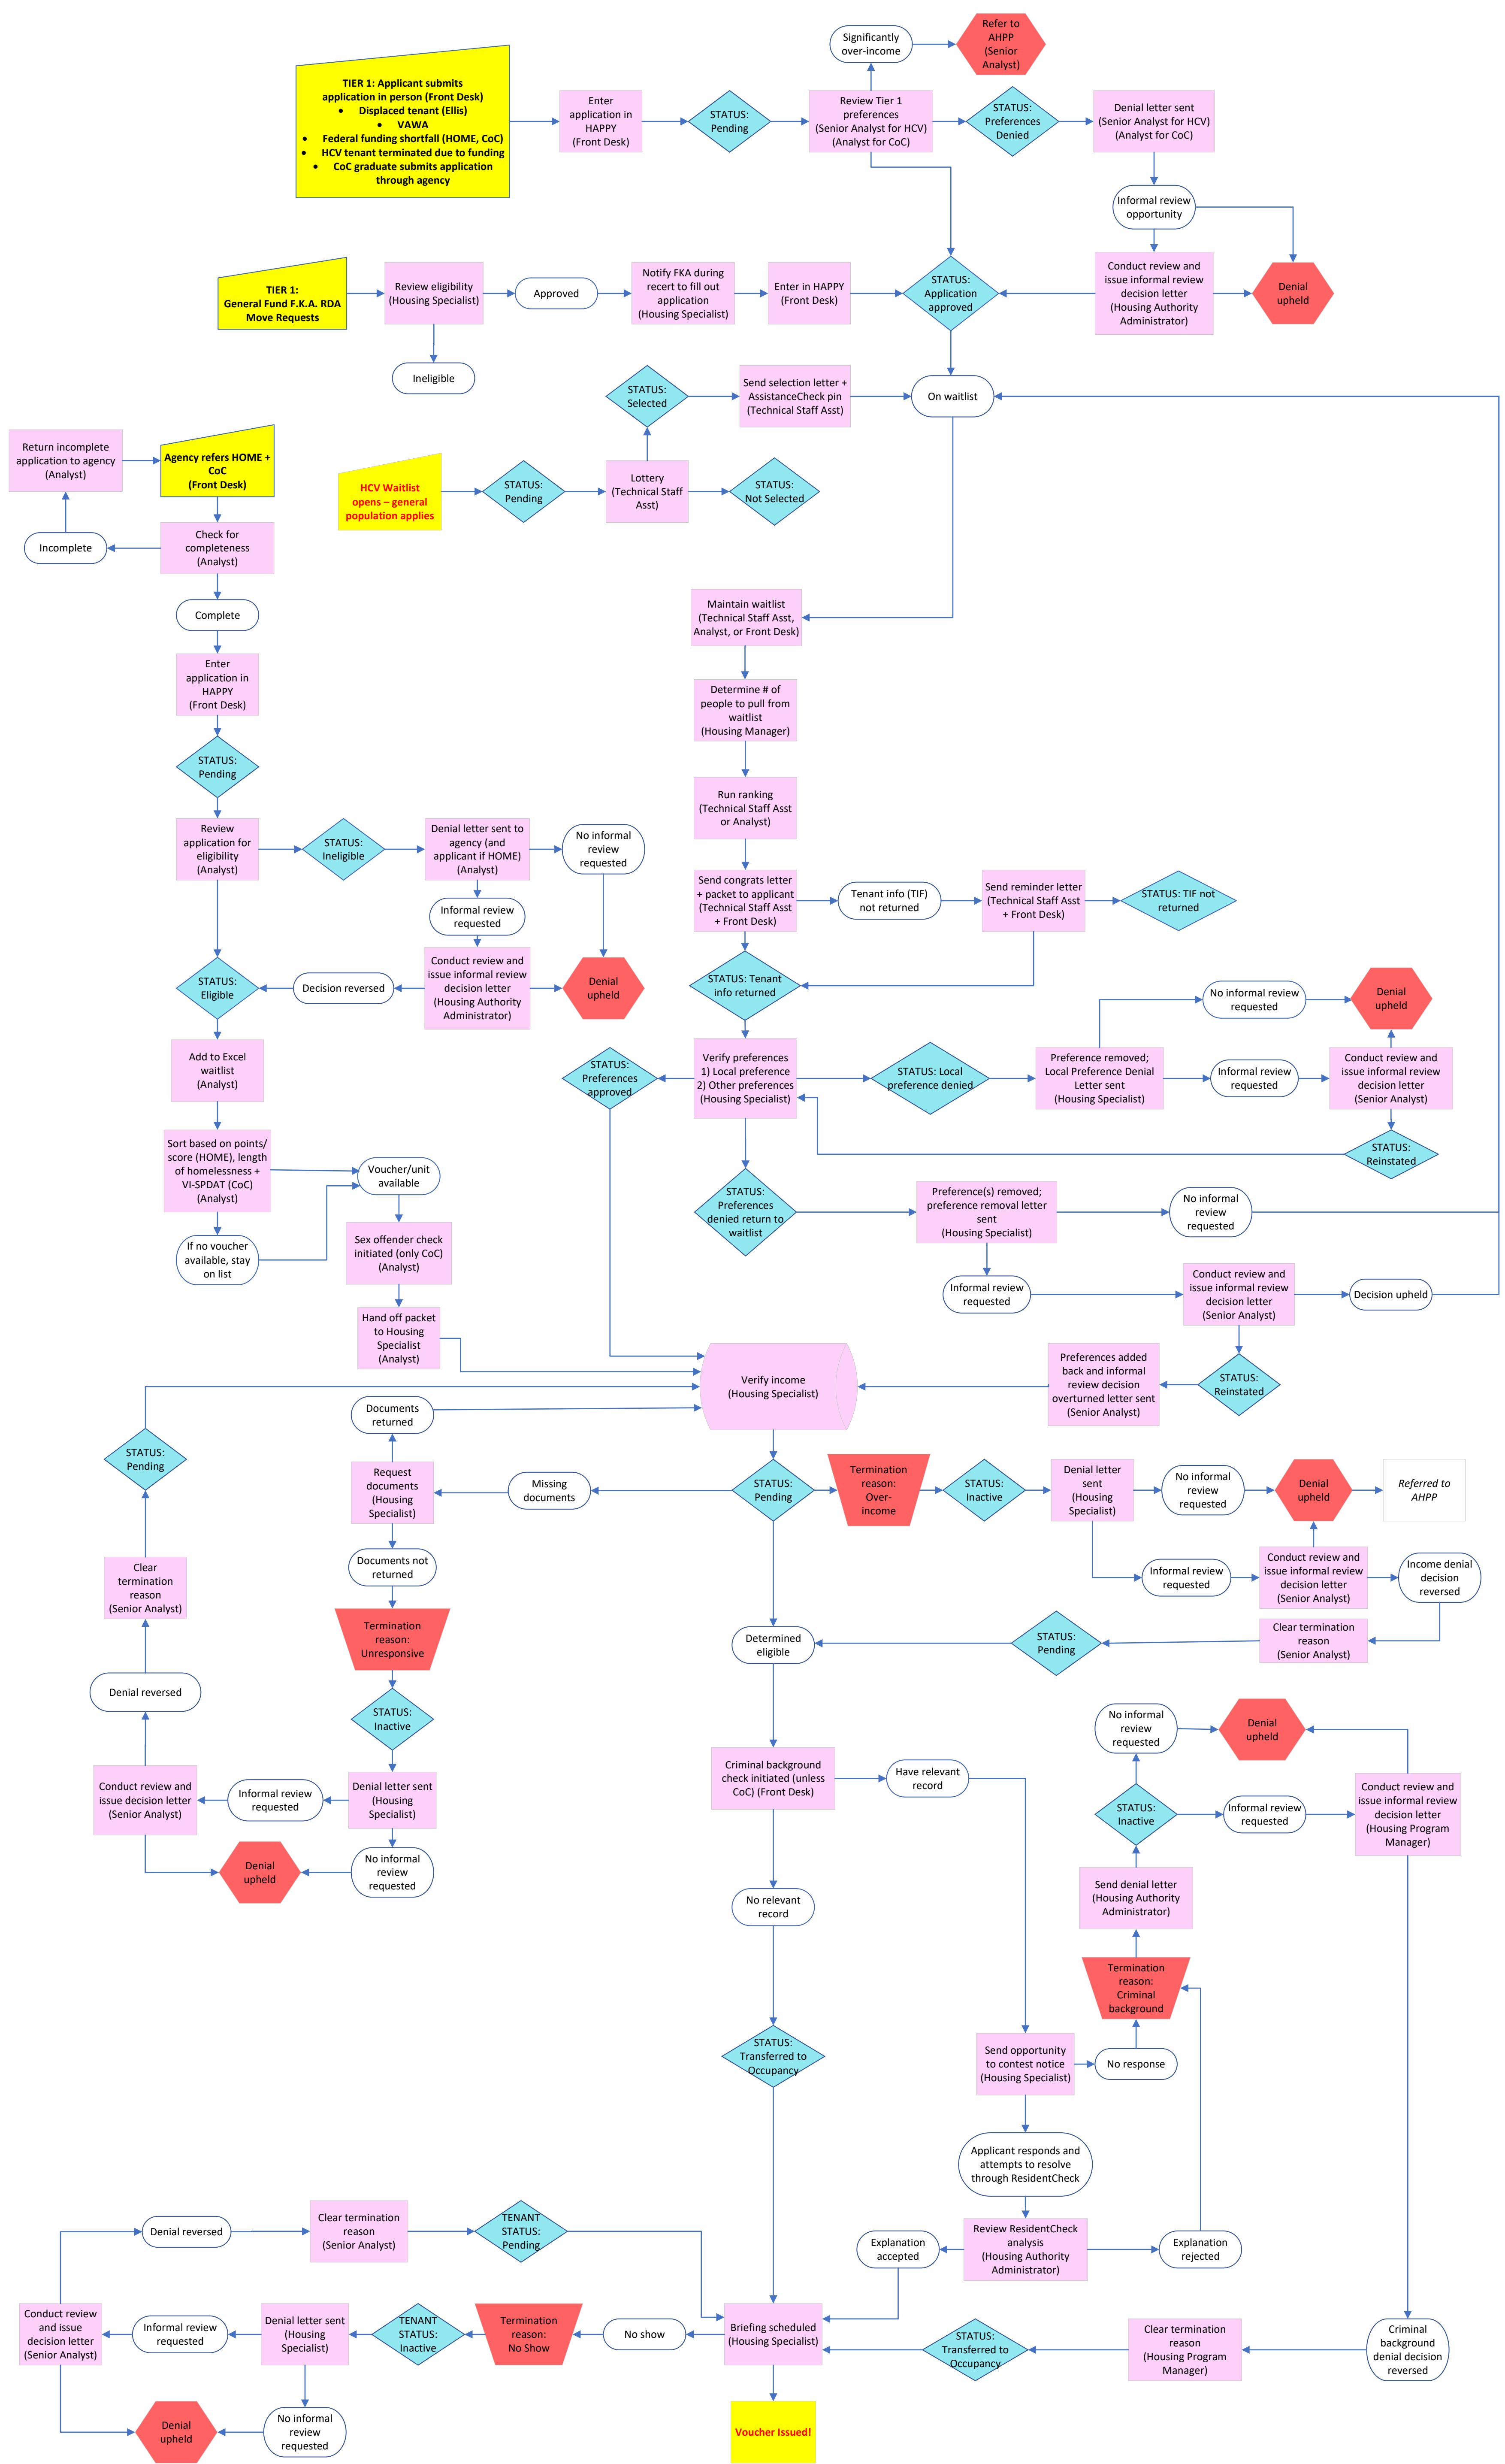 Significantly
over-income
Refer to
AHPP
(Senior
Analyst)
TIER 1: Applicant submits
application in person (Front Desk)
• Displaced tenant (Ellis)
• VAWA
• Federal funding shortfall (HOME, CoC)
• HCV tenant terminated due to funding
• CoC graduate submits application
through agency
Enter
application in
HAPPY
(Front Desk)
STATUS:
Pending
Review Tier 1
preferences
(Senior Analyst for HCV)
(Analyst for CoC)
STATUS:
Preferences
Denied
Denial letter sent
(Senior Analyst for HCV)
(Analyst for CoC)
Informal review
opportunity
TIER 1:
General Fund F.K.A. RDA
Move Requests
Review eligibility
(Housing Specialist)
Approved
Notify FKA during
recert to fill out
application
(Housing Specialist)
Enter in HAPPY
(Front Desk)
STATUS:
Application
approved
Conduct review and
issue informal review
decision letter
(Housing Authority
Administrator)
Denial
upheld
Ineligible
STATUS:
Selected
Send selection letter +
AssistanceCheck pin
(Technical Staff Asst)
On waitlist
Return incomplete
application to agency
(Analyst)
Agency refers HOME +
CoC
(Front Desk)
HCV Waitlist
opens – general
population applies
STATUS:
Pending
Lottery
(Technical Staff
Asst)
STATUS:
Not Selected
Incomplete
Check for
completeness
(Analyst)
Complete
Maintain waitlist
(Technical Staff Asst,
Analyst, or Front Desk)
Enter
application in
HAPPY
(Front Desk)
Determine # of
people to pull from
waitlist
(Housing Manager)
STATUS:
Pending
Run ranking
(Technical Staff Asst
or Analyst)
Review
application for
eligibility
(Analyst)
STATUS:
Ineligible
Denial letter sent to
agency (and
applicant if HOME)
(Analyst)
No informal
review
requested
Send congrats letter
+ packet to applicant
(Technical Staff Asst
+ Front Desk)
Tenant info (TIF)
not returned
Send reminder letter
(Technical Staff Asst
+ Front Desk)
STATUS: TIF not
returned
Informal review
requested
STATUS:
Eligible
Decision reversed
Conduct review and
issue informal review
decision letter
(Housing Authority
Administrator)
Denial
upheld
STATUS: Tenant
info returned
No informal review
requested
Denial
upheld
Add to Excel
waitlist
(Analyst)
STATUS:
Preferences
approved
Verify preferences
1) Local preference
2) Other preferences
(Housing Specialist)
STATUS: Local
preference denied
Preference removed;
Local Preference Denial
Letter sent
(Housing Specialist)
Informal review
requested
Conduct review and
issue informal review
decision letter
(Senior Analyst)
STATUS:
Reinstated
Sort based on points/
score (HOME), length
of homelessness +
VI-SPDAT (CoC)
(Analyst)
Voucher/unit
available
STATUS:
Preferences
denied return to
waitlist
Preference(s) removed;
preference removal letter
sent
(Housing Specialist)
No informal
review
requested
If no voucher
available, stay
on list
Sex offender check
initiated (only CoC)
(Analyst)
Informal review
requested
Conduct review and
issue informal review
decision letter
(Senior Analyst)
Decision upheld
Hand off packet
to Housing
Specialist
(Analyst)
Verify income
(Housing Specialist)
Preferences added
back and informal
review decision
overturned letter sent
(Senior Analyst)
STATUS:
Reinstated
Documents
returned
STATUS:
Pending
Request
documents
(Housing
Specialist)
Missing
documents
STATUS:
Pending
Termination
reason:
Over-
income
STATUS:
Inactive
Denial letter
sent
(Housing
Specialist)
No informal
review
requested
Denial
upheld
Referred to
AHPP
Clear
termination
reason
(Senior Analyst)
Documents not
returned
Informal review
requested
Conduct review and
issue informal review
decision letter
(Senior Analyst)
Income denial
decision
reversed
Termination
reason:
Unresponsive
Determined
eligible
STATUS:
Pending
Clear termination
reason
(Senior Analyst)
Denial reversed
STATUS:
Inactive
No informal
review
requested
Denial
upheld
Conduct review and
issue decision letter
(Senior Analyst)
Informal review
requested
Denial letter sent
(Housing
Specialist)
Criminal background
check initiated (unless
CoC) (Front Desk)
Have relevant
record
STATUS:
Inactive
Informal review
requested
Conduct review and
issue informal review
decision letter
(Housing Program
Manager)
Denial
upheld
No informal
review
requested
No relevant
record
Send denial letter
(Housing Authority
Administrator)
Termination
reason:
Criminal
background
STATUS:
Transferred to
Occupancy
Send opportunity
to contest notice
(Housing Specialist)
No response
Applicant responds and
attempts to resolve
through ResidentCheck
Denial reversed
Clear termination
reason
(Senior Analyst)
TENANT
STATUS:
Pending
Explanation
accepted
Review ResidentCheck
analysis
(Housing Authority
Administrator)
Explanation
rejected
Conduct review
and issue
decision letter
(Senior Analyst)
Informal review
requested
Denial letter sent
(Housing
Specialist)
TENANT
STATUS:
Inactive
Termination
reason:
No Show
No show
Briefing scheduled
(Housing Specialist)
STATUS:
Transferred to
Occupancy
Clear termination
reason
(Housing Program
Manager)
Criminal
background
denial decision
reversed
Denial
upheld
No informal
review
requested
Voucher Issued!